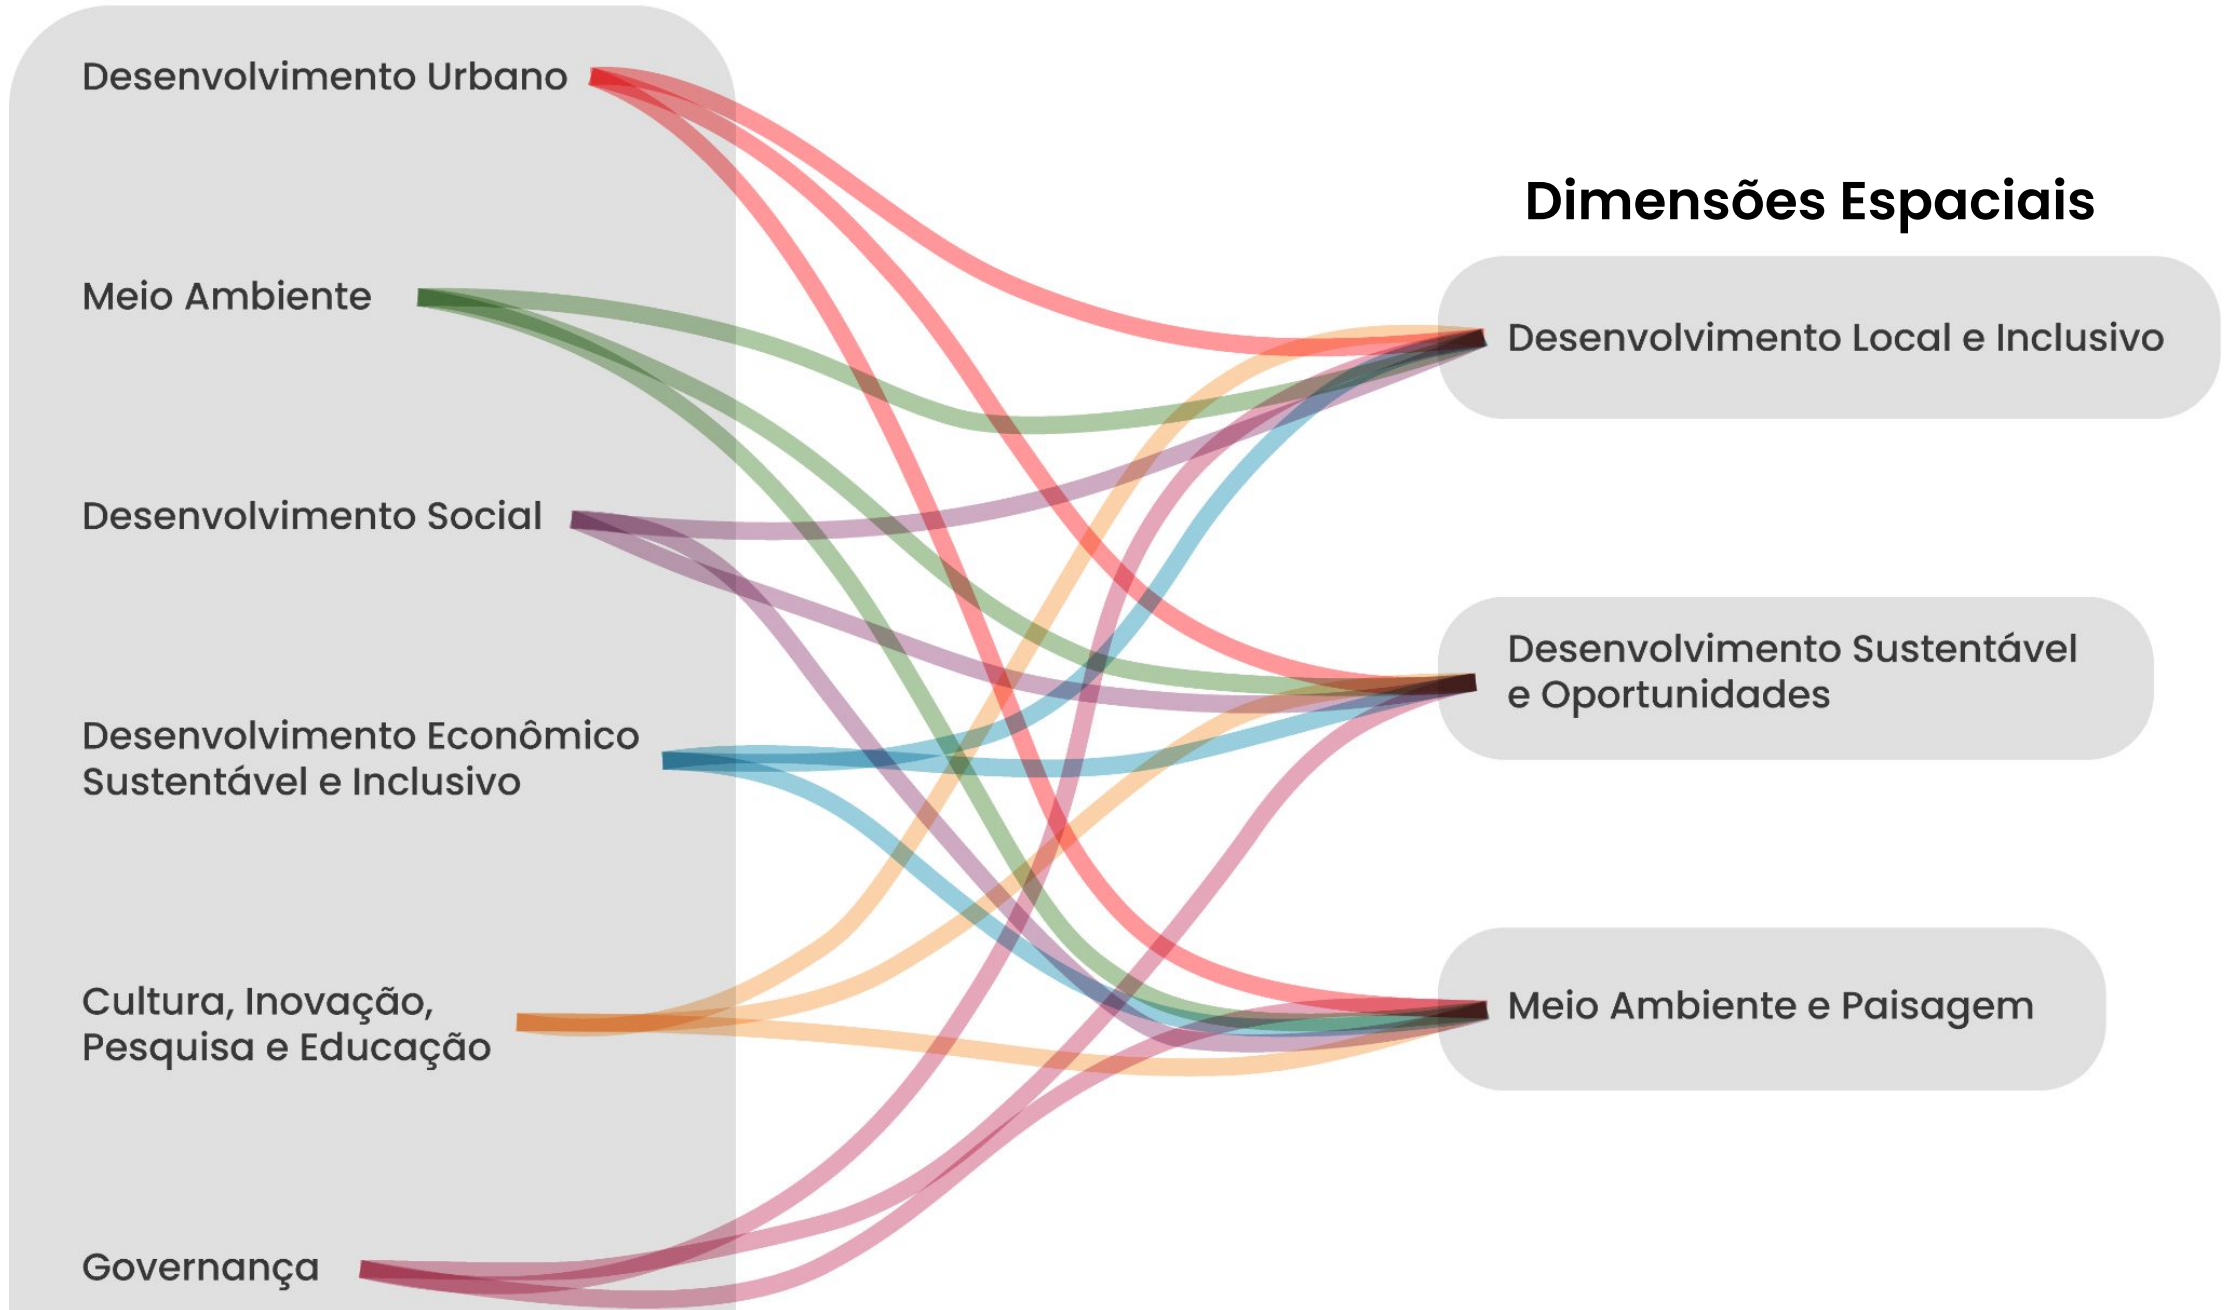 Desenvolvimento Urbano
Meio Ambiente
Desenvolvimento Social
Desenvolvimento Econômico
Sustentável e Inclusivo
Cultura, Inovação,
Pesquisa e Educação
Governança
Dimensões Espaciais
Desenvolvimento Local e Inclusivo
Desenvolvimento Sustentável
e Oportunidades
Meio Ambiente e Paisagem